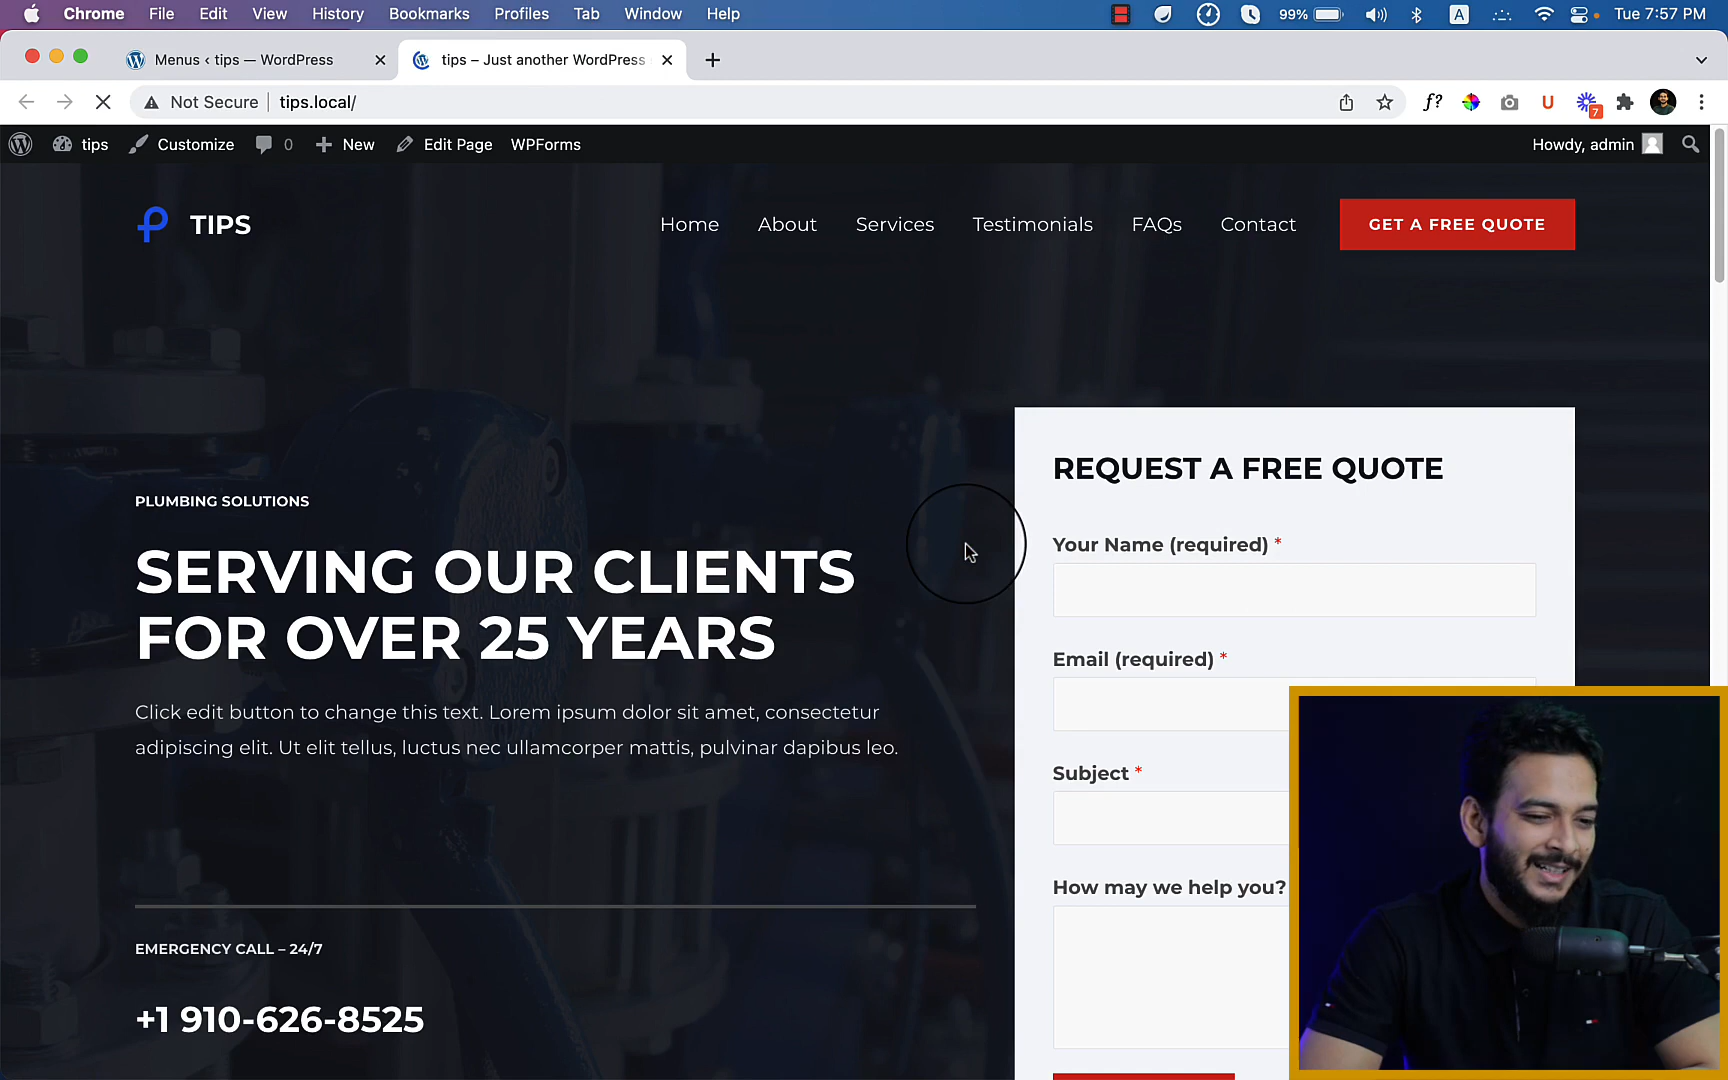 Chrome File Edit View History Bookmarks Profiles Tab Window Help 99% A Tue 7:57 PM
Menus ‹ tips — WordPress
tips – Just another WordPress
Not Secure tips.local/
f? U 7
tips Customize 0 New Edit Page WPForms Howdy, admin
TIPS
Home About Services Testimonials FAQs Contact GET A FREE QUOTE
PLUMBING SOLUTIONS
SERVING OUR CLIENTS
FOR OVER 25 YEARS
Click edit button to change this text. Lorem ipsum dolor sit amet, consectetur
adipiscing elit. Ut elit tellus, luctus nec ullamcorper mattis, pulvinar dapibus leo.
EMERGENCY CALL – 24/7
+1 910-626-8525
REQUEST A FREE QUOTE
Your Name (required) *
Email (required) *
Subject *
How may we help you?